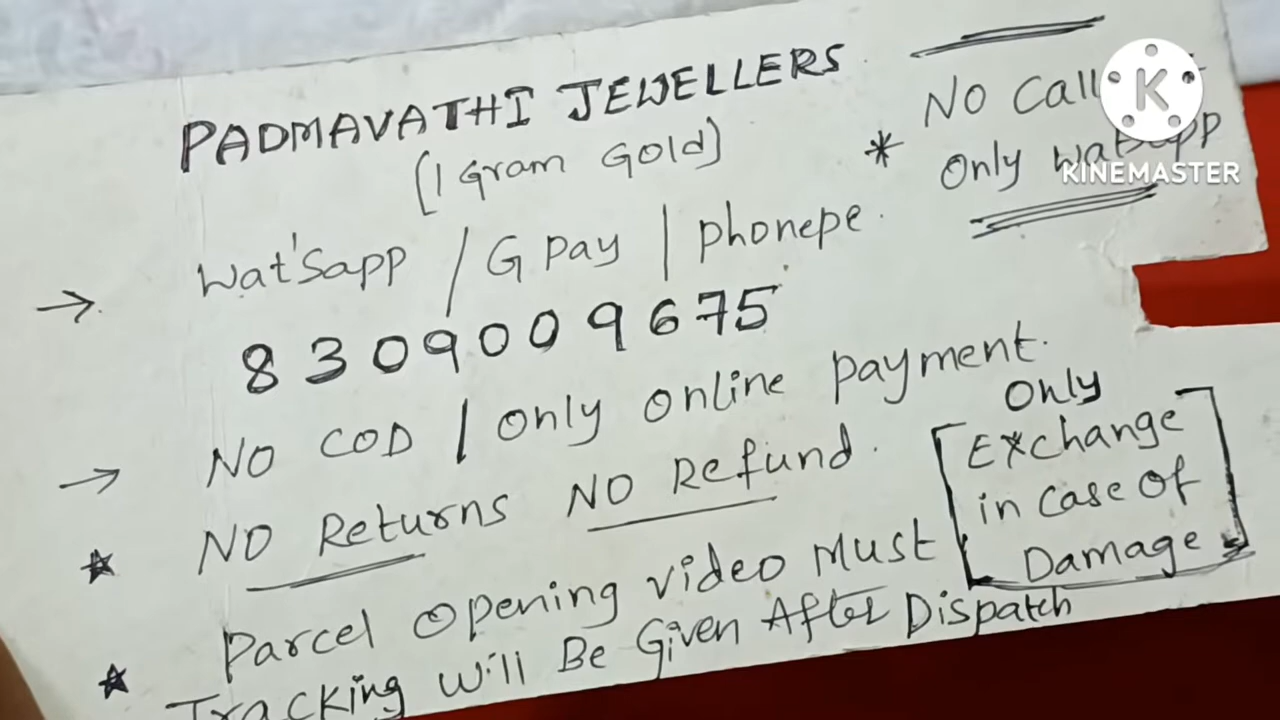 PADMAVATHI JEWELLERS
(1 Gram Gold)
NO Call
* Only
KINEMASTER
→ Wat'sapp / G pay | phonepe.
8309009675
→ NO COD | Only Online payment.
★ NO Returns NO Refund.
Only
[Exchange
in case of
Damage]
Parcel Opening video Must
★ Tracking Will Be Given After Dispatch